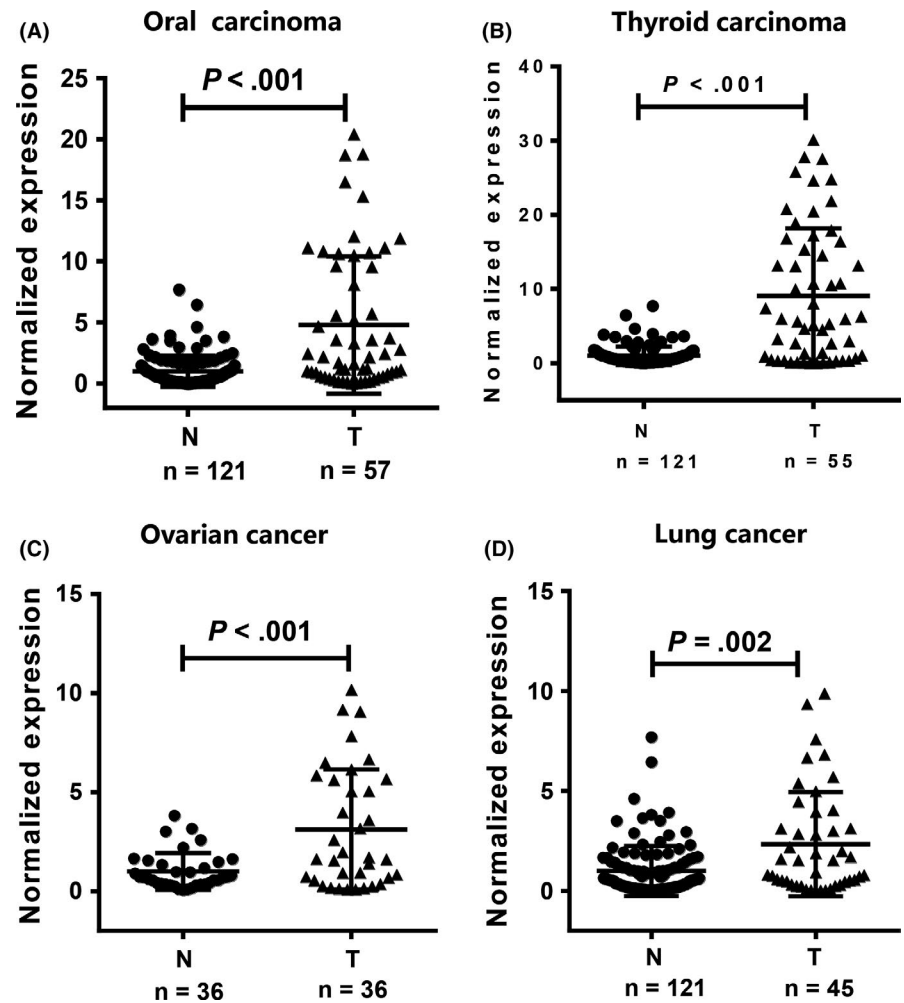 (A) Oral carcinoma
Normalized expression
25
20
15
10
5
0
P < .001
N
T
n = 121
n = 57
(B) Thyroid carcinoma
Normalized expression
40
30
20
10
0
P < .001
N
T
n = 121
n = 55
(C) Ovarian cancer
Normalized expression
15
10
5
0
P < .001
N
T
n = 36
n = 36
(D) Lung cancer
Normalized expression
15
10
5
0
P = .002
N
T
n = 121
n = 45